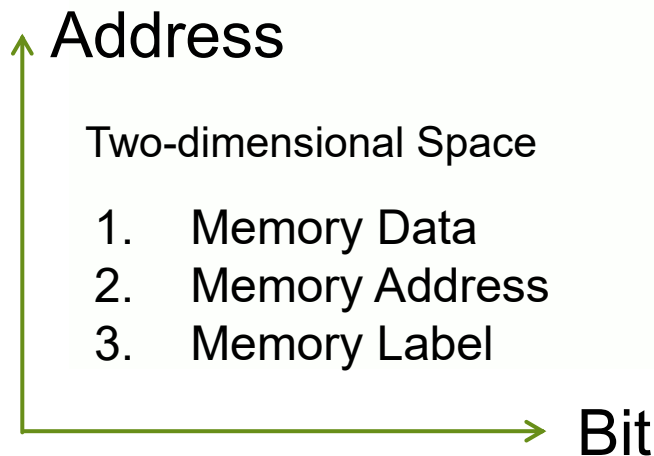 Address
Two-dimensional Space
1. Memory Data
2. Memory Address
3. Memory Label
Bit